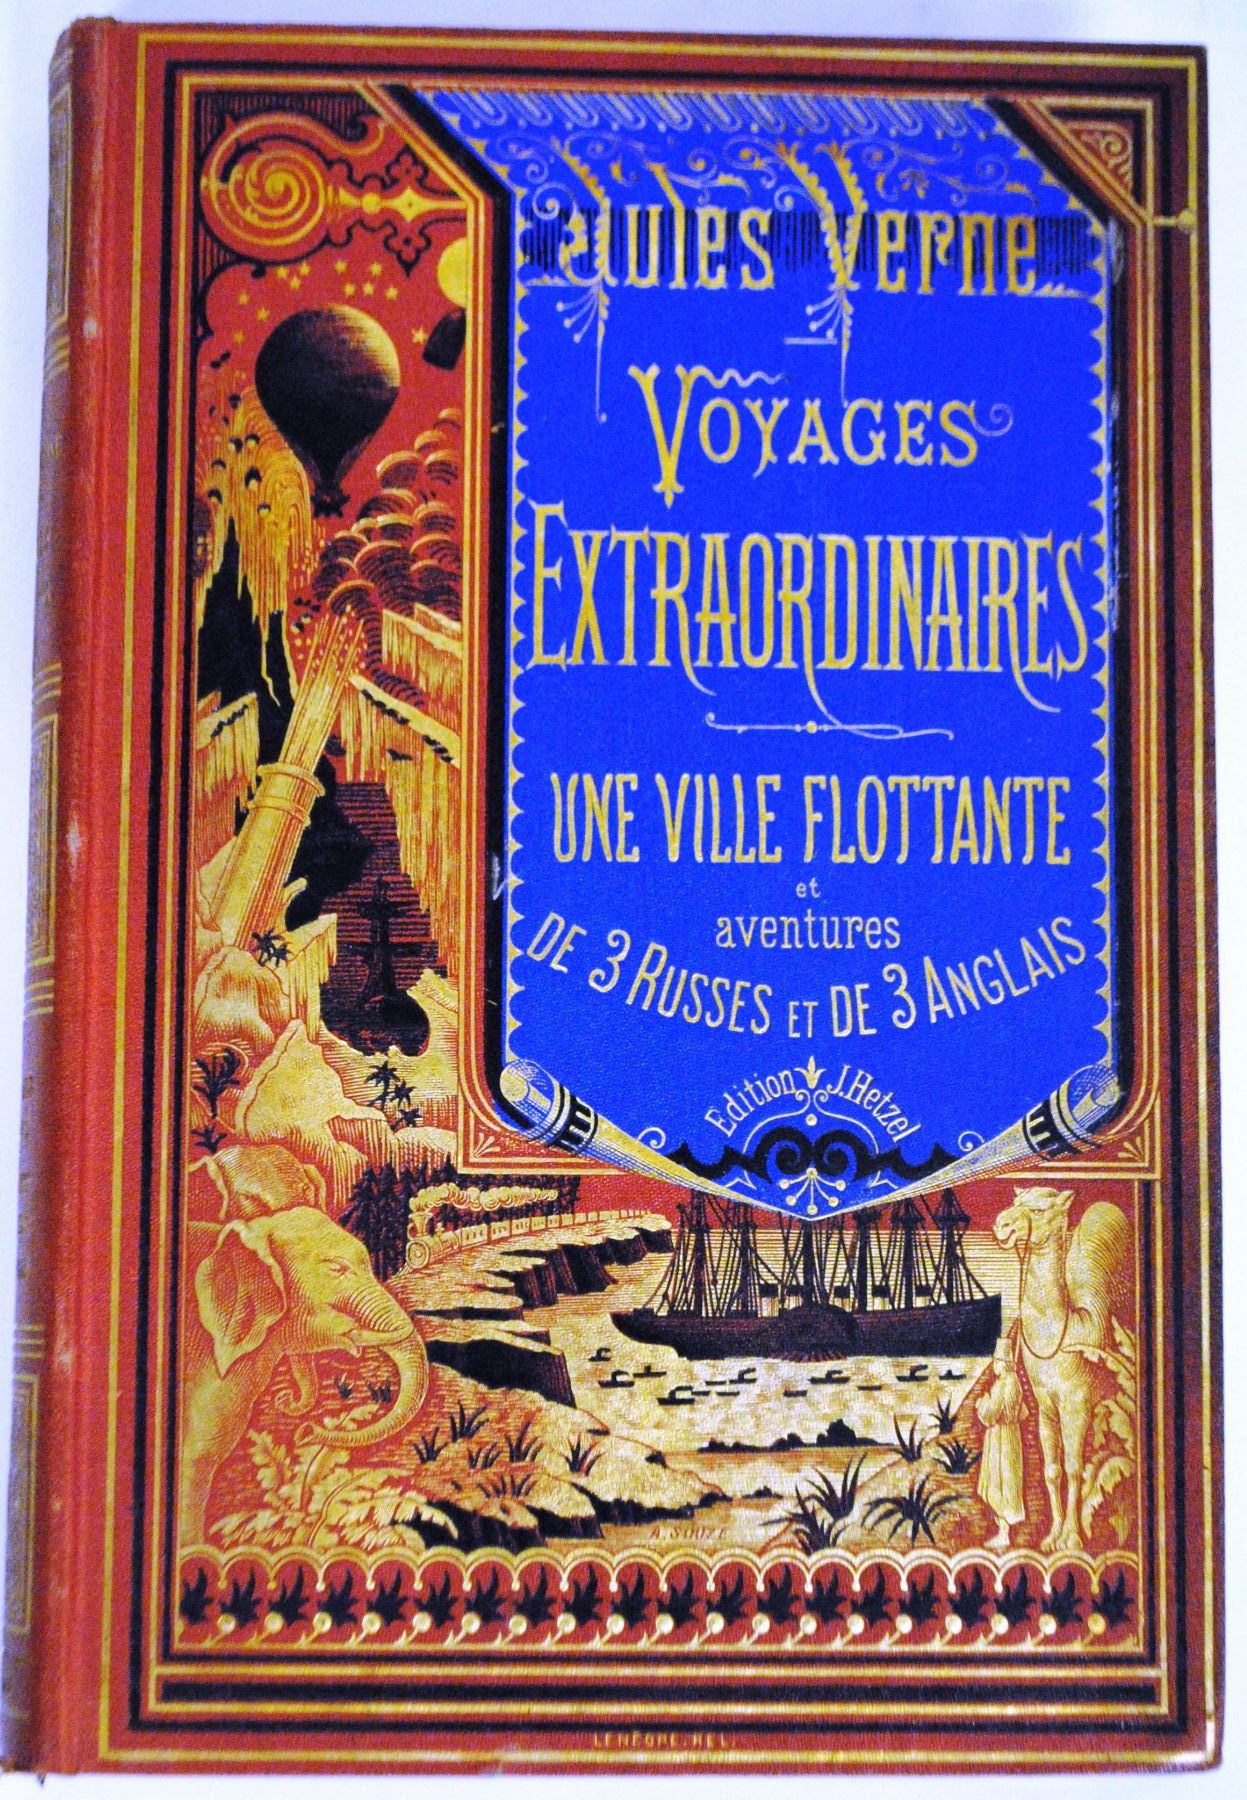 Jules Verne
VOYAGES
EXTRAORDINAIRES
UNE VILLE FLOTTANTE
et
aventures
DE 3 RUSSES ET DE 3 ANGLAIS
Edition J. Hetzel
A. SOUZE
LENÈGRE. REL.